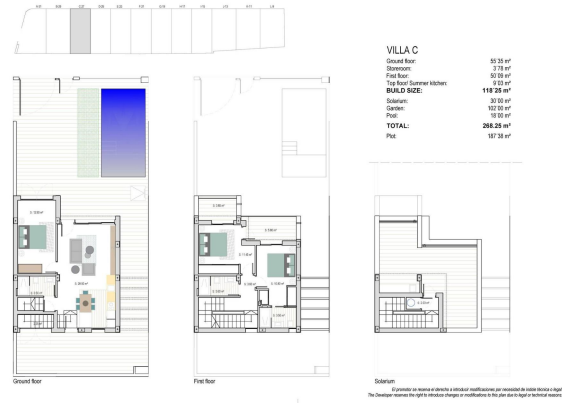 VILLA C
Ground floor: 55'35 m²
Storeroom: 3'78 m²
First floor: 50'09 m²
Top floor/ Summer kitchen: 9'03 m²
BUILD SIZE: 118'25 m²
Solarium: 30'00 m²
Garden: 102'00 m²
Pool: 18'00 m²
TOTAL: 268.25 m²
Plot: 187'38 m²
Ground floor
First floor
Solarium
El promotor se reserva el derecho a introducir modificaciones por necesidad de índole técnica o legal
The Developer reserves the right to introduce changes or modifications to this plan due to legal or technical reasons.